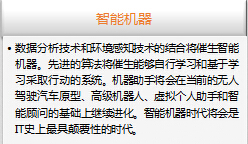 智能机器
• 数据分析技术和环境感知技术的结合将催生智能
机器。先进的算法将催生能够自行学习和基于学
习采取行动的系统。机器助手将会在当前的无人
驾驶汽车原型、高级机器人、虚拟个人助手和智
能顾问的基础上继续进化。智能机器时代将会是
IT史上最具颠覆性的时代。